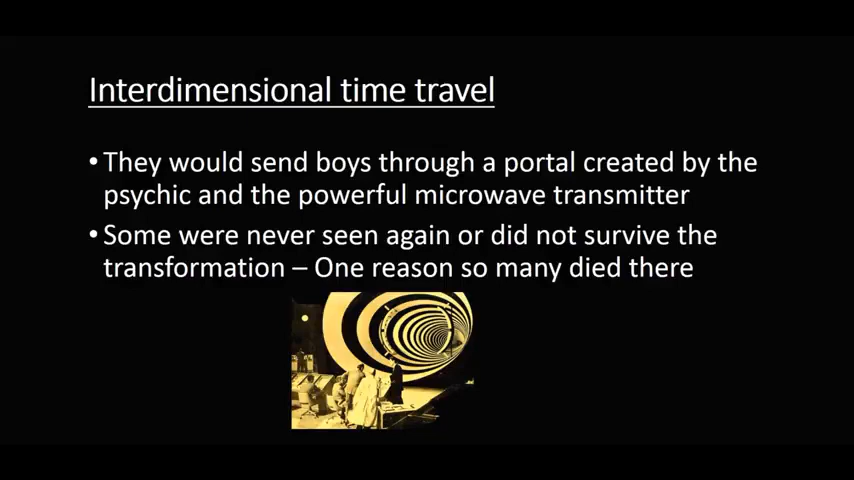 Interdimensional time travel
• They would send boys through a portal created by the
psychic and the powerful microwave transmitter
• Some were never seen again or did not survive the
transformation – One reason so many died there